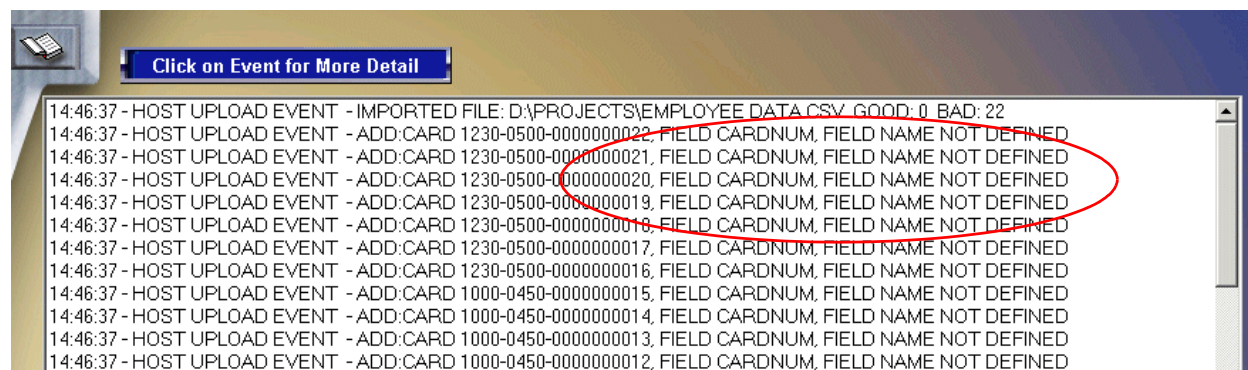 Click on Event for More Detail
14:46:37 - HOST UPLOAD EVENT - IMPORTED FILE: D:\PROJECTS\EMPLOYEE DATA.CSV GOOD: 0 BAD: 22
14:46:37 - HOST UPLOAD EVENT - ADD:CARD 1230-0500-0000000022, FIELD CARDNUM, FIELD NAME NOT DEFINED
14:46:37 - HOST UPLOAD EVENT - ADD:CARD 1230-0500-0000000021, FIELD CARDNUM, FIELD NAME NOT DEFINED
14:46:37 - HOST UPLOAD EVENT - ADD:CARD 1230-0500-0000000020, FIELD CARDNUM, FIELD NAME NOT DEFINED
14:46:37 - HOST UPLOAD EVENT - ADD:CARD 1230-0500-0000000019, FIELD CARDNUM, FIELD NAME NOT DEFINED
14:46:37 - HOST UPLOAD EVENT - ADD:CARD 1230-0500-0000000018, FIELD CARDNUM, FIELD NAME NOT DEFINED
14:46:37 - HOST UPLOAD EVENT - ADD:CARD 1230-0500-0000000017, FIELD CARDNUM, FIELD NAME NOT DEFINED
14:46:37 - HOST UPLOAD EVENT - ADD:CARD 1230-0500-0000000016, FIELD CARDNUM, FIELD NAME NOT DEFINED
14:46:37 - HOST UPLOAD EVENT - ADD:CARD 1000-0450-0000000015, FIELD CARDNUM, FIELD NAME NOT DEFINED
14:46:37 - HOST UPLOAD EVENT - ADD:CARD 1000-0450-0000000014, FIELD CARDNUM, FIELD NAME NOT DEFINED
14:46:37 - HOST UPLOAD EVENT - ADD:CARD 1000-0450-0000000013, FIELD CARDNUM, FIELD NAME NOT DEFINED
14:46:37 - HOST UPLOAD EVENT - ADD:CARD 1000-0450-0000000012, FIELD CARDNUM, FIELD NAME NOT DEFINED